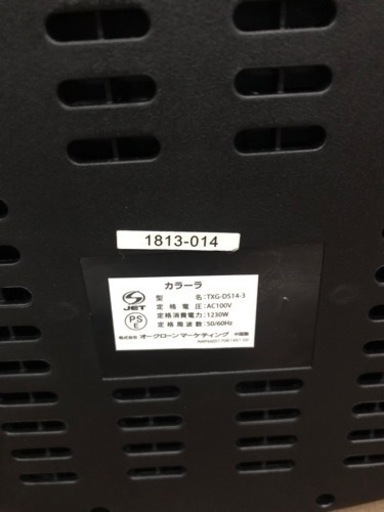 1813-014
カラーラ
型 名:TXG-DS14-3
定 格 電 圧:AC100V
定格消費電力:1230W
定格周波数:50/60Hz
株式会社 オークローンマーケティング 中国製
S
JET
PS
E